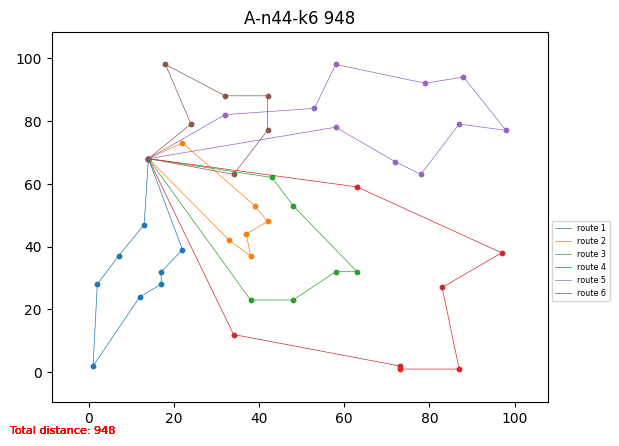 A-n44-k6 948
100
80
60
40
20
0
0 20 40 60 80 100
route 1
route 2
route 3
route 4
route 5
route 6
Total distance: 948